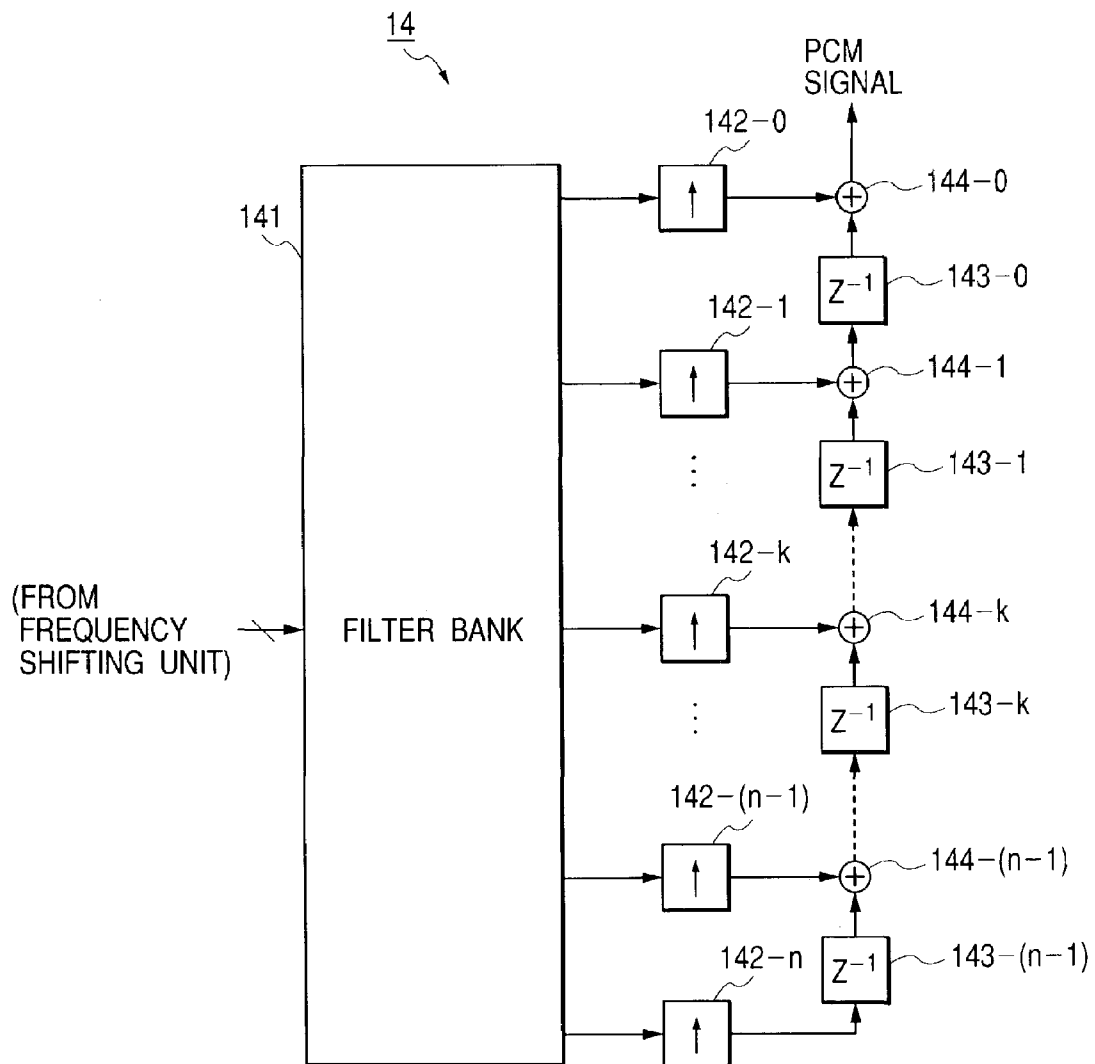 14
PCM
SIGNAL
142-0
144-0
141
143-0
Z⁻¹
142-1
144-1
143-1
Z⁻¹
142-k
144-k
(FROM
FREQUENCY
SHIFTING UNIT)
FILTER BANK
143-k
Z⁻¹
142-(n-1)
144-(n-1)
143-(n-1)
Z⁻¹
142-n